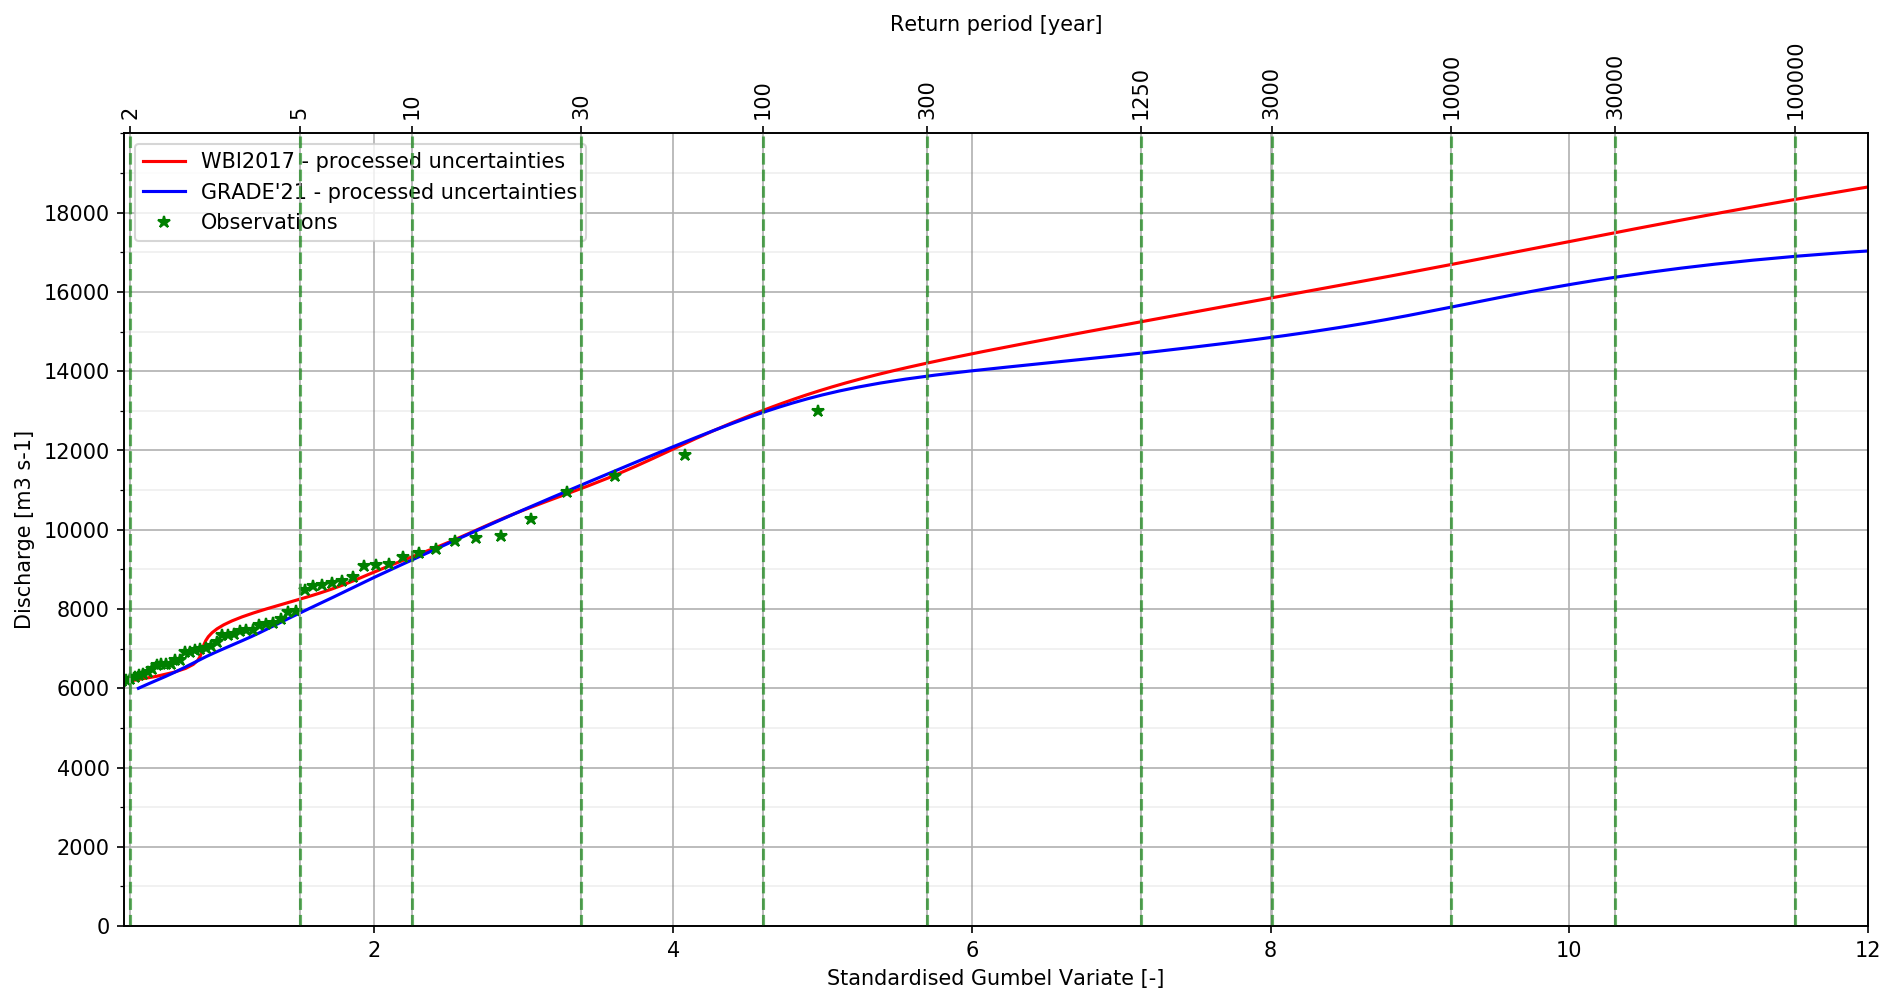 Return period [year]
2 5 10 30 100 300 1250 3000 10000 30000 100000
WBI2017 - processed uncertainties
GRADE'21 - processed uncertainties
Observations
18000
16000
14000
12000
10000
8000
6000
4000
2000
0
Discharge [m3 s-1]
2 4 6 8 10 12
Standardised Gumbel Variate [-]